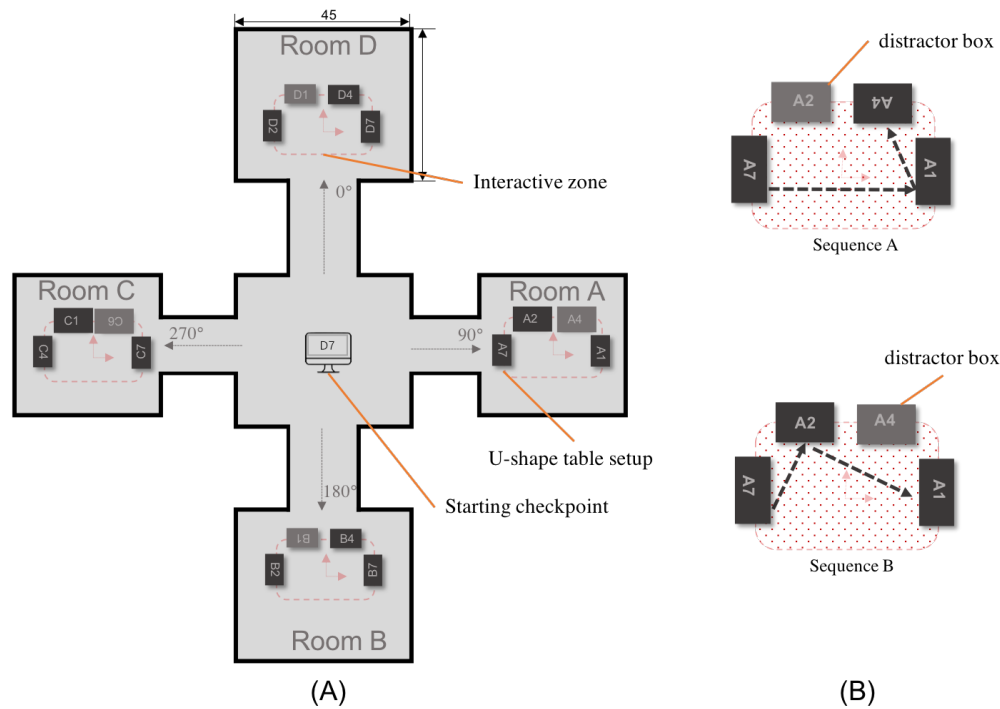 45
Room D
D1
D4
D2
D7
Interactive zone
0°
Room C
C1
C6
C4
C7
270°
D7
90°
Room A
A2
A4
A7
A1
U-shape table setup
Starting checkpoint
180°
B1
B4
B2
B7
Room B
(A)
distractor box
A2
A4
A7
A1
Sequence A
distractor box
A2
A4
A7
A1
Sequence B
(B)